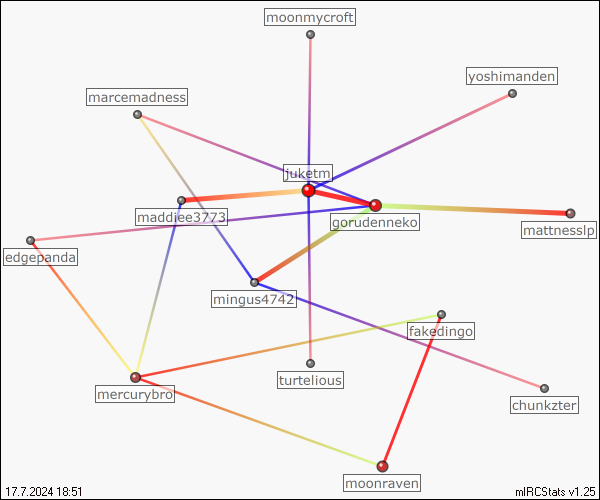 moonmycroft
yoshimanden
marcemadness
juketm
maddiee3773
gorudenneko
mattnesslp
edgepanda
mingus4742
fakedingo
turtelious
mercurybro
chunkzter
moonraven
17.7.2024 18:51
mIRCStats v1.25